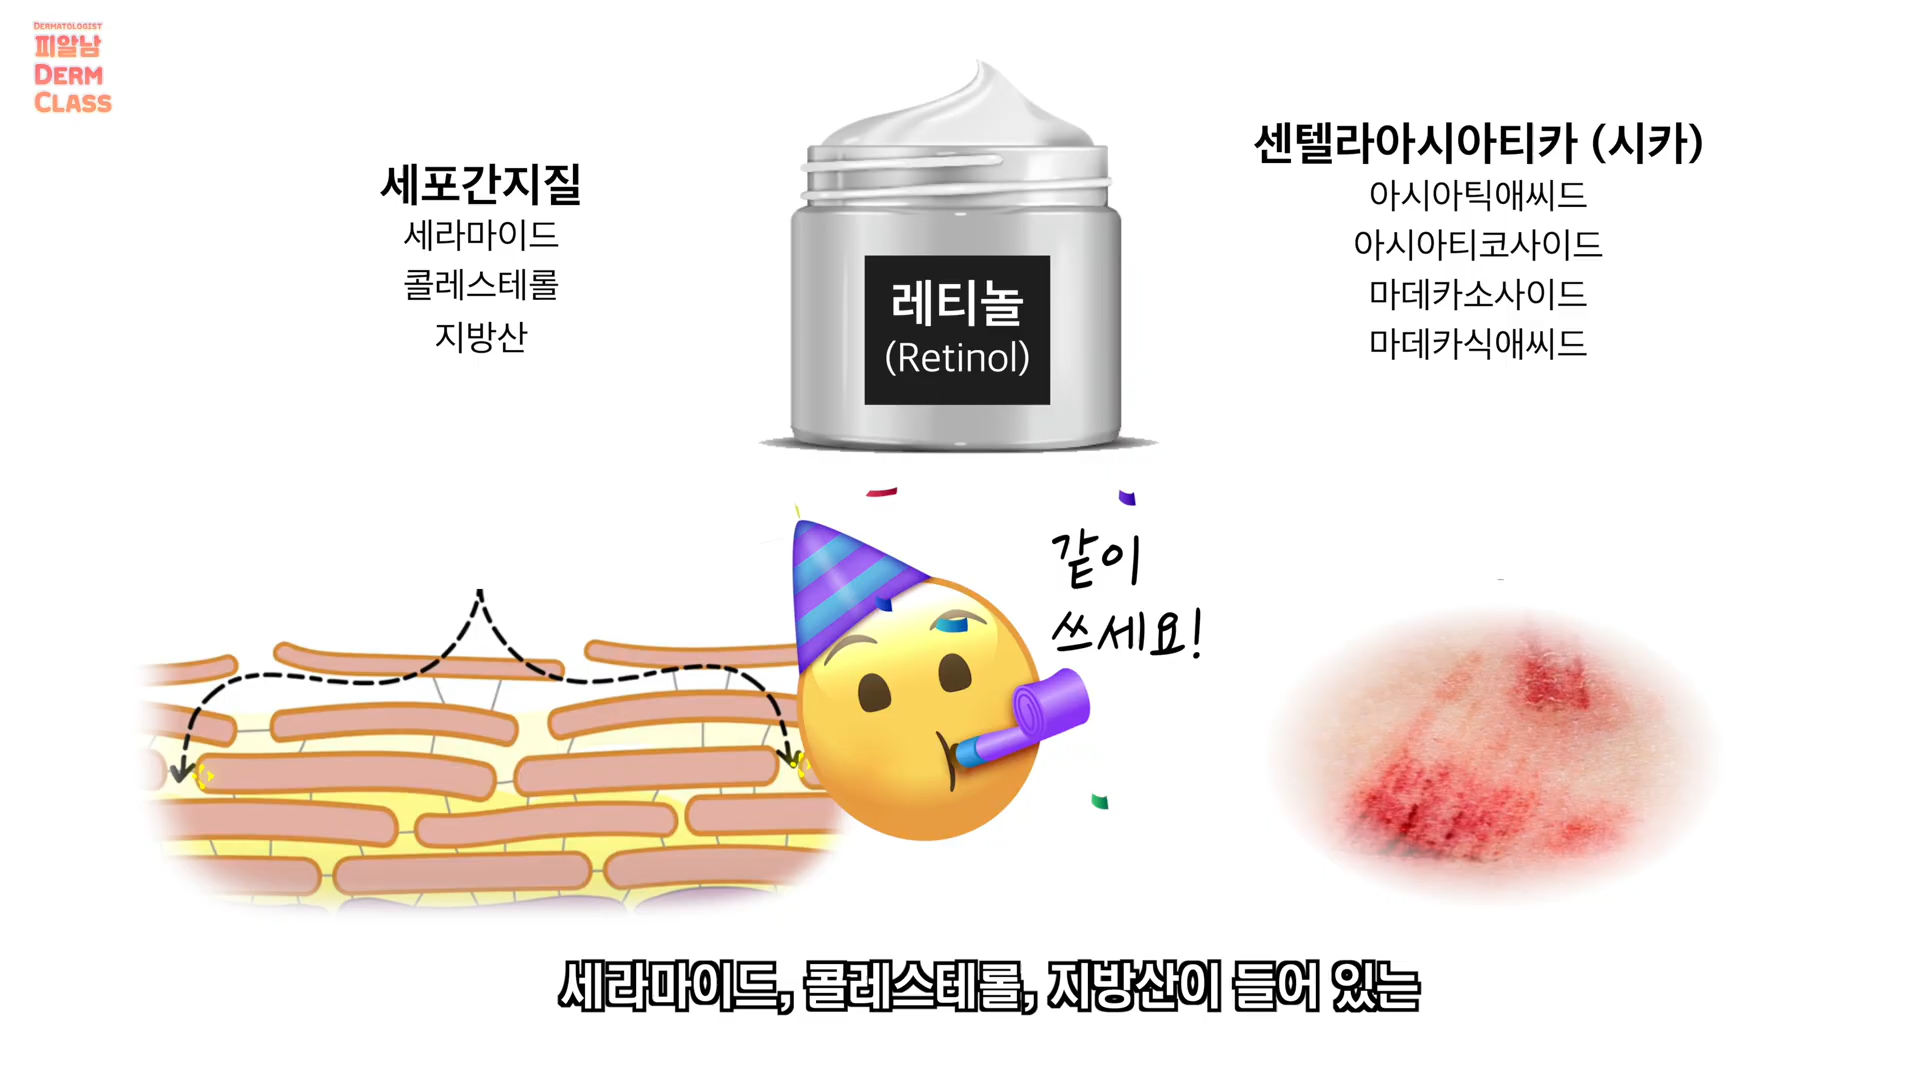 DERMATOLOGIST
피알남
DERM
CLASS
세포간지질
세라마이드
콜레스테롤
지방산
레티놀
(Retinol)
센텔라아시아티카 (시카)
아시아틱애씨드
아시아티코사이드
마데카소사이드
마데카식애씨드
같이
쓰세요!
세라마이드, 콜레스테롤, 지방산이 들어 있는